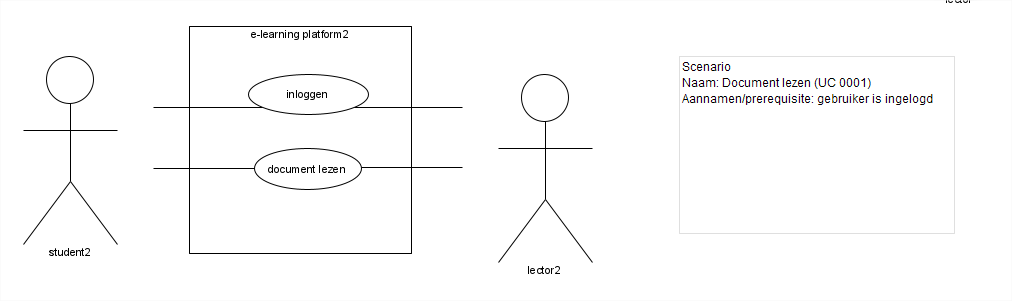 e-learning platform2
inloggen
document lezen
student2
lector2
Scenario
Naam: Document lezen (UC 0001)
Aannamen/prerequisite: gebruiker is ingelogd